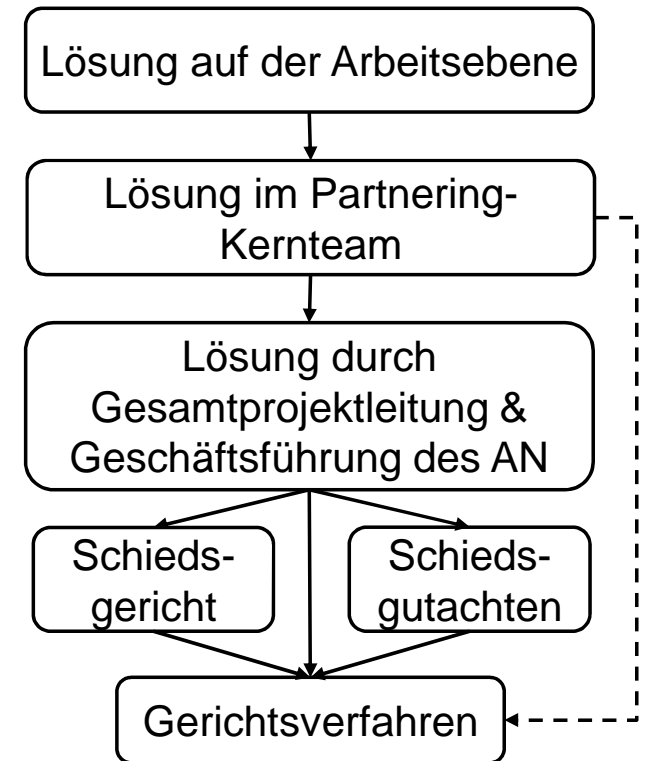 Lösung auf der Arbeitsebene
Lösung im Partnering-
Kernteam
Lösung durch
Gesamtprojektleitung &
Geschäftsführung des AN
Schieds-
gericht
Schieds-
gutachten
Gerichtsverfahren